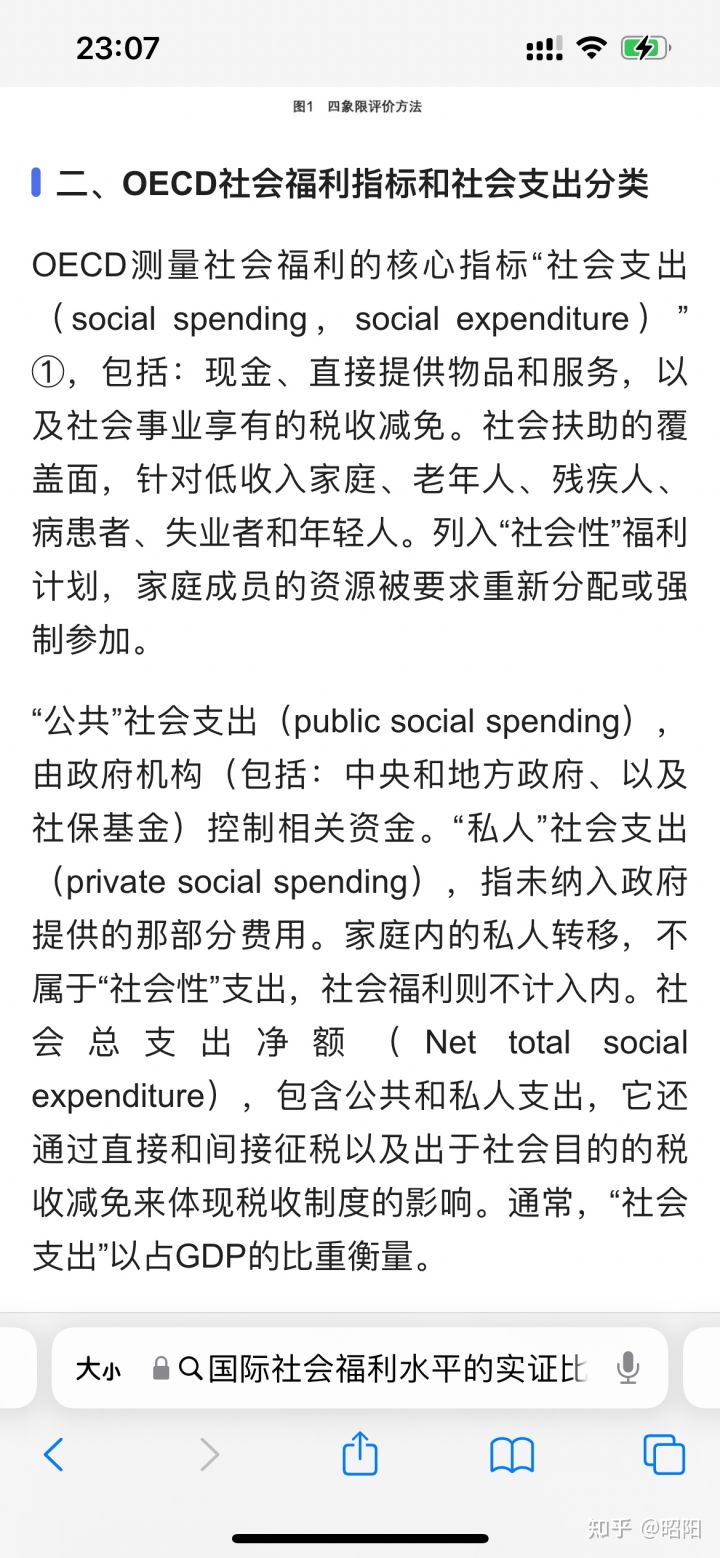 23:07
图1 四象限评价方法
二、OECD社会福利指标和社会支出分类
OECD测量社会福利的核心指标“社会支出
（social spending，social expenditure）”
①，包括：现金、直接提供物品和服务，以
及社会事业享有的税收减免。社会扶助的覆
盖面，针对低收入家庭、老年人、残疾人、
病患者、失业者和年轻人。列入“社会性”福利
计划，家庭成员的资源被要求重新分配或强
制参加。
“公共”社会支出（public social spending），
由政府机构（包括：中央和地方政府、以及
社保基金）控制相关资金。“私人”社会支出
（private social spending），指未纳入政府
提供的那部分费用。家庭内的私人转移，不
属于“社会性”支出，社会福利则不计入内。社
会总支出净额（Net total social
expenditure），包含公共和私人支出，它还
通过直接和间接征税以及出于社会目的的税
收减免来体现税收制度的影响。通常，“社会
支出”以占GDP的比重衡量。
大小 国际社会福利水平的实证比
知乎 @昭阳